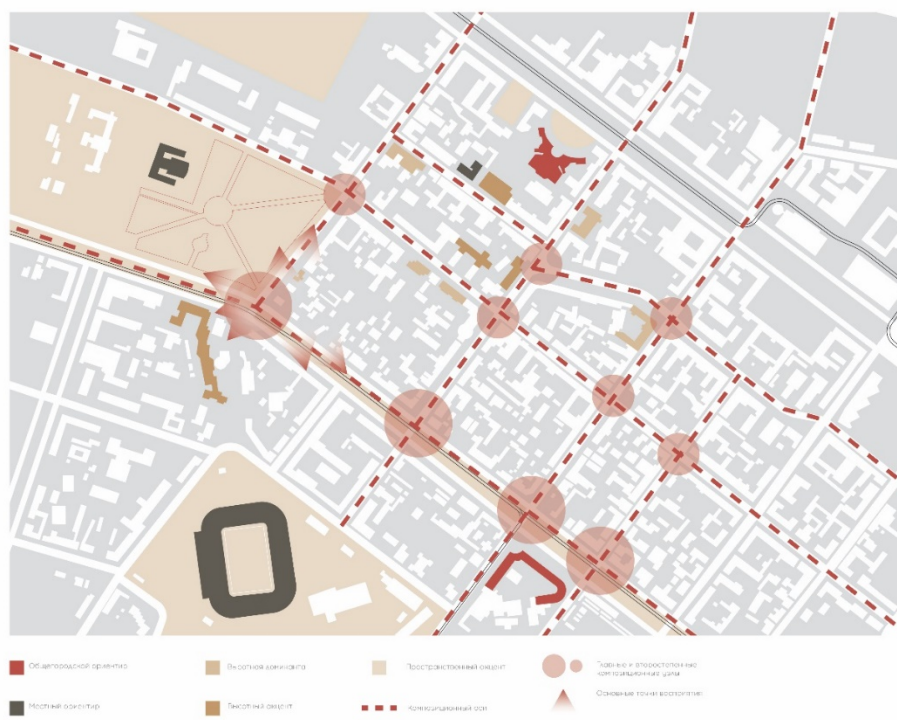 Общегородской ориентир
Высотная доминанта
Пространственный акцент
Главные и второстепенные
композиционные узлы
Местный ориентир
Высотный акцент
Композиционные оси
Основные точки восприятия